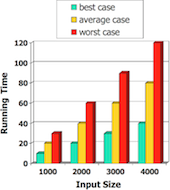 best case
average case
worst case
120
100
80
60
40
20
0
Running Time
1000 2000 3000 4000
Input Size